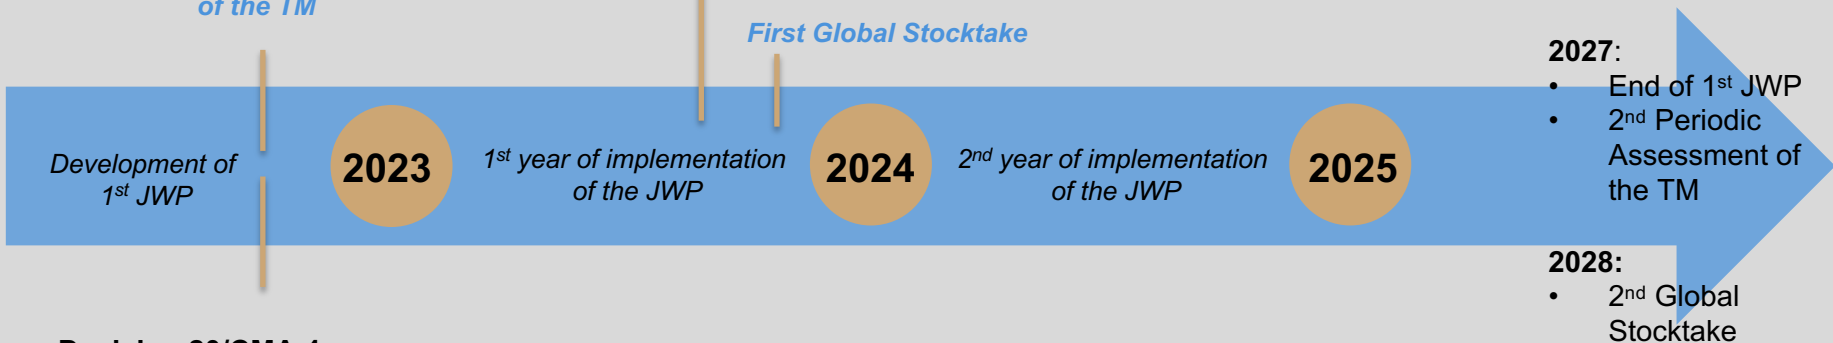 of the TM
First Global Stocktake
Development of
1st JWP
2023
1st year of implementation
of the JWP
2024
2nd year of implementation
of the JWP
2025
2027:
• End of 1st JWP
• 2nd Periodic
Assessment of
the TM
2028:
• 2nd Global
Stocktake